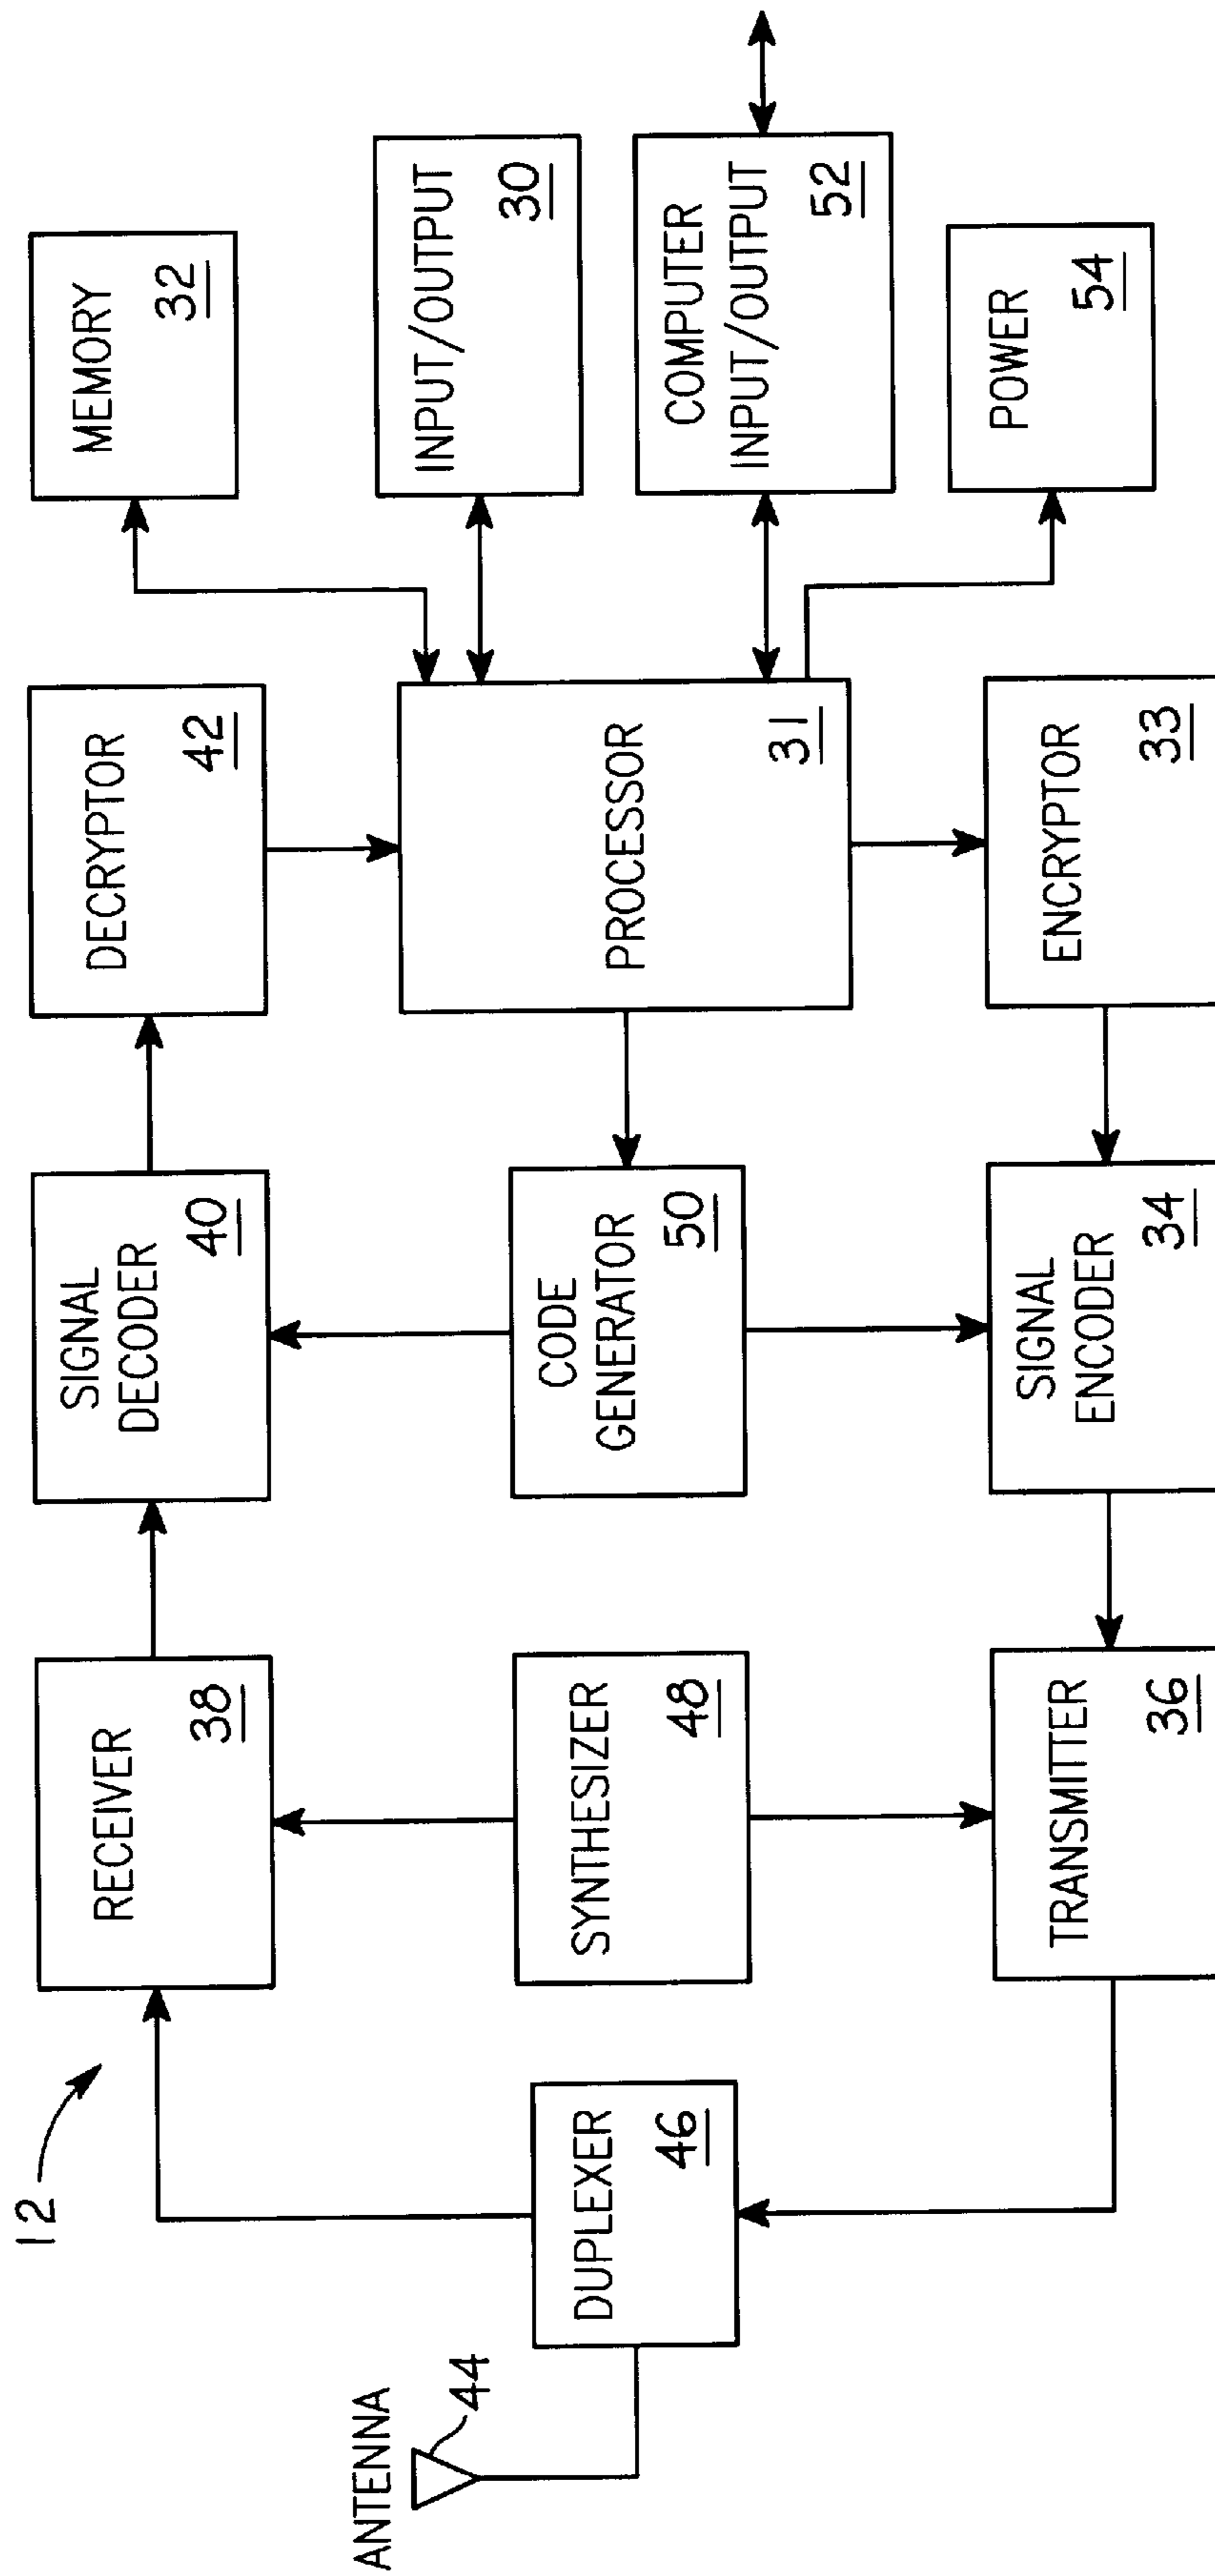 12
ANTENNA
44
DUPLEXER
46
RECEIVER
38
SYNTHESIZER
48
TRANSMITTER
36
SIGNAL
DECODER
40
CODE
GENERATOR
50
SIGNAL
ENCODER
34
DECRYPTOR
42
PROCESSOR
31
ENCRYPTOR
33
MEMORY
32
INPUT/OUTPUT
30
COMPUTER
INPUT/OUTPUT
52
POWER
54